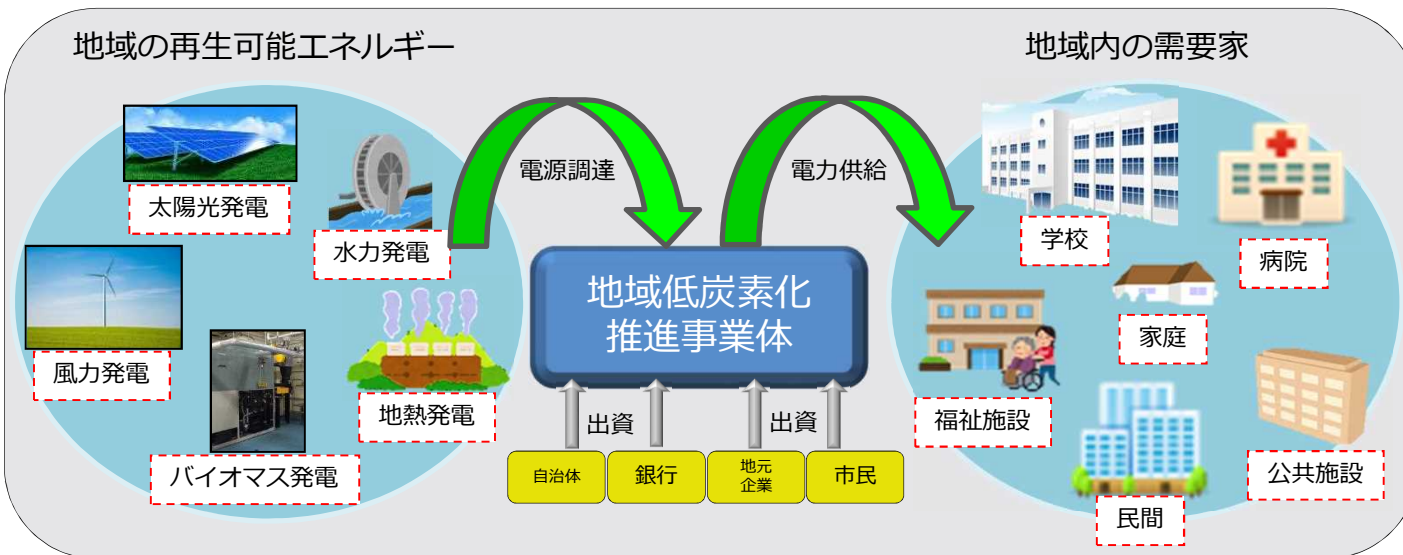 地域の再生可能エネルギー
地域内の需要家
太陽光発電
水力発電
風力発電
地熱発電
バイオマス発電
電源調達
電力供給
地域低炭素化
推進事業体
出資
出資
自治体
銀行
地元
企業
市民
学校
病院
家庭
福祉施設
公共施設
民間